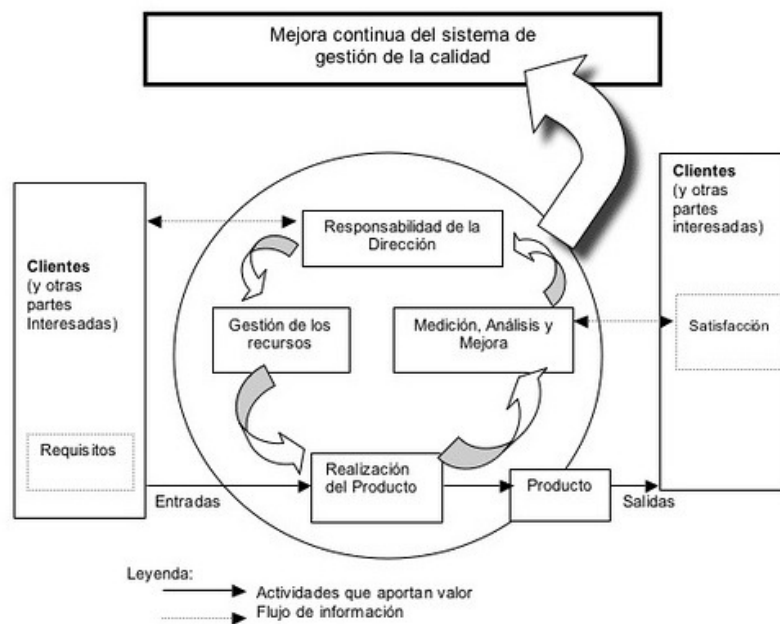 Mejora continua del sistema de
gestión de la calidad
Clientes
(y otras
partes
interesadas)
Responsabilidad de la
Dirección
Clientes
(y otras
partes
Interesadas)
Gestión de los
recursos
Medición, Análisis y
Mejora
Satisfacción
Requisitos
Realización
del Producto
Producto
Entradas
Salidas
Leyenda:
Actividades que aportan valor
Flujo de información